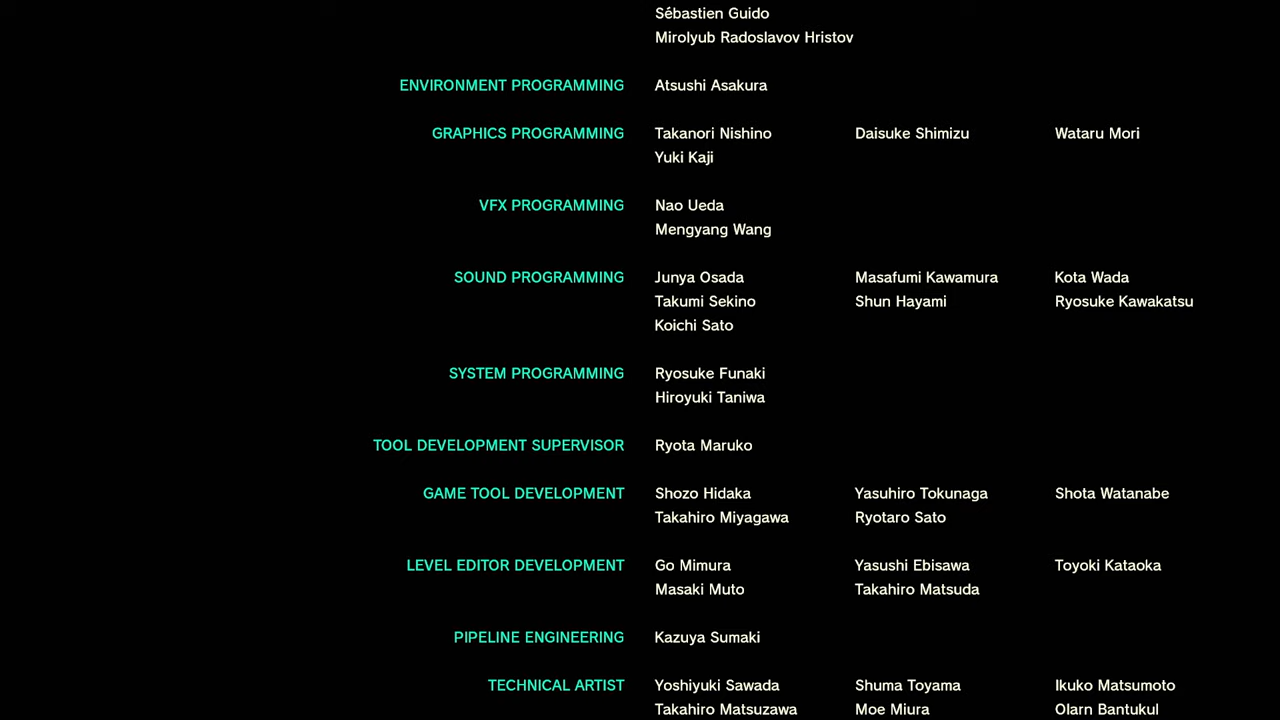 Sébastien Guido
Mirolyub Radoslavov Hristov
ENVIRONMENT PROGRAMMING Atsushi Asakura
GRAPHICS PROGRAMMING Takanori Nishino Daisuke Shimizu Wataru Mori
Yuki Kaji
VFX PROGRAMMING Nao Ueda
Mengyang Wang
SOUND PROGRAMMING Junya Osada Masafumi Kawamura Kota Wada
Takumi Sekino Shun Hayami Ryosuke Kawakatsu
Koichi Sato
SYSTEM PROGRAMMING Ryosuke Funaki
Hiroyuki Taniwa
TOOL DEVELOPMENT SUPERVISOR Ryota Maruko
GAME TOOL DEVELOPMENT Shozo Hidaka Yasuhiro Tokunaga Shota Watanabe
Takahiro Miyagawa Ryotaro Sato
LEVEL EDITOR DEVELOPMENT Go Mimura Yasushi Ebisawa Toyoki Kataoka
Masaki Muto Takahiro Matsuda
PIPELINE ENGINEERING Kazuya Sumaki
TECHNICAL ARTIST Yoshiyuki Sawada Shuma Toyama Ikuko Matsumoto
Takahiro Matsuzawa Moe Miura Olarn Bantukul